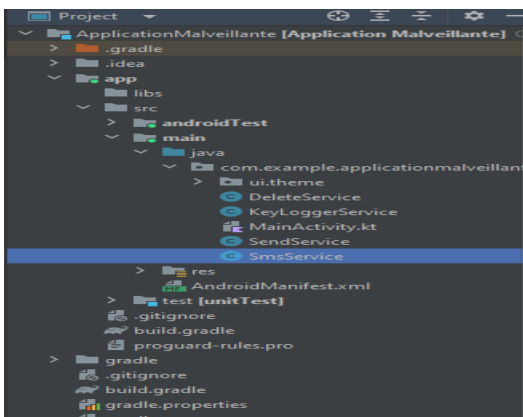 Project
ApplicationMalveillante [Application Malveillante]
.gradle
.idea
app
libs
src
androidTest
main
java
com.example.applicationmalveillant
ui.theme
DeleteService
KeyLoggerService
MainActivity.kt
SendService
SmsService
res
AndroidManifest.xml
test [unitTest]
.gitignore
build.gradle
proguard-rules.pro
gradle
.gitignore
build.gradle
gradle.properties